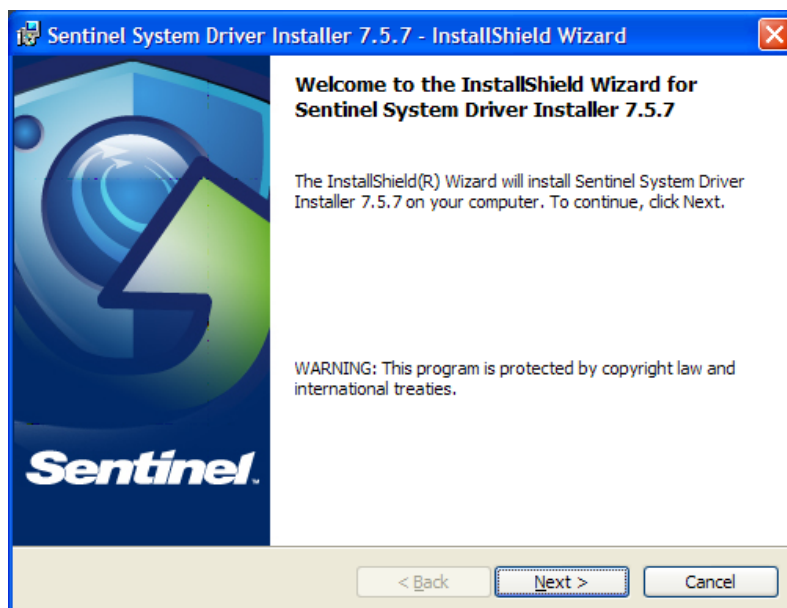 Sentinel System Driver Installer 7.5.7 - InstallShield Wizard
Welcome to the InstallShield Wizard for
Sentinel System Driver Installer 7.5.7
The InstallShield(R) Wizard will install Sentinel System Driver
Installer 7.5.7 on your computer. To continue, click Next.
WARNING: This program is protected by copyright law and
international treaties.
Sentinel™
< Back
Next >
Cancel